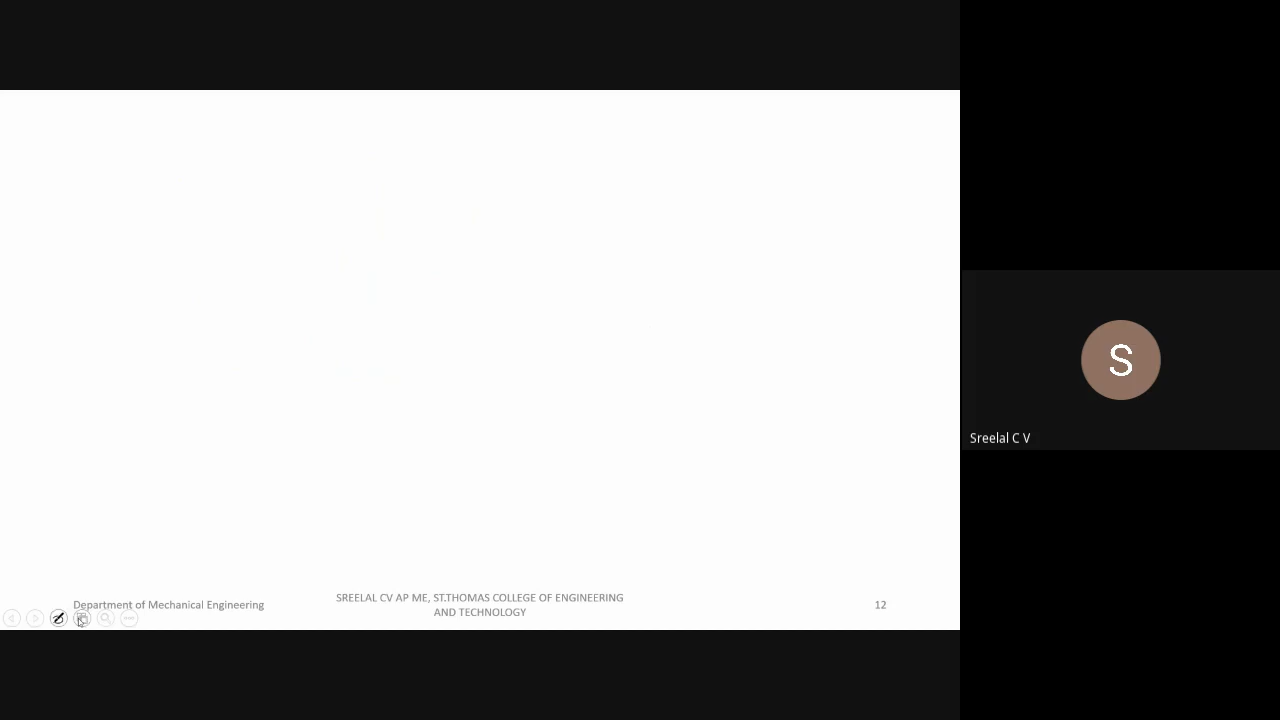 S
Sreelal C V
Department of Mechanical Engineering
SREELAL CV AP ME, ST.THOMAS COLLEGE OF ENGINEERING
AND TECHNOLOGY
12